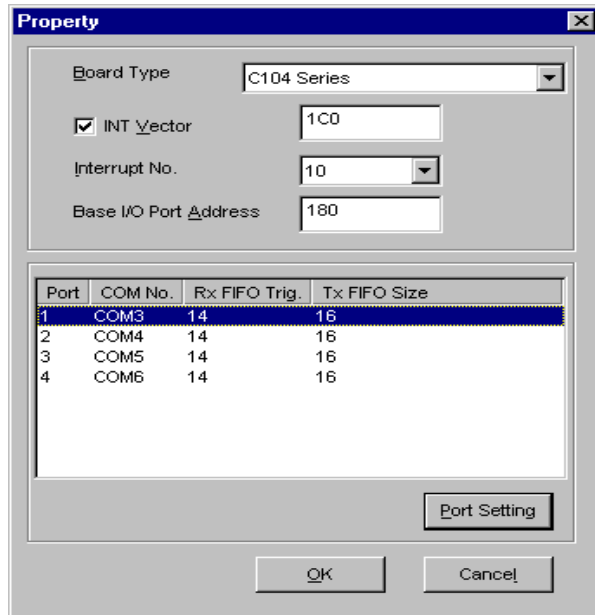 Property
Board Type C104 Series
INT Vector 1C0
Interrupt No. 10
Base I/O Port Address 180
Port COM No. Rx FIFO Trig. Tx FIFO Size
1 COM3 14 16
2 COM4 14 16
3 COM5 14 16
4 COM6 14 16
Port Setting
OK Cancel